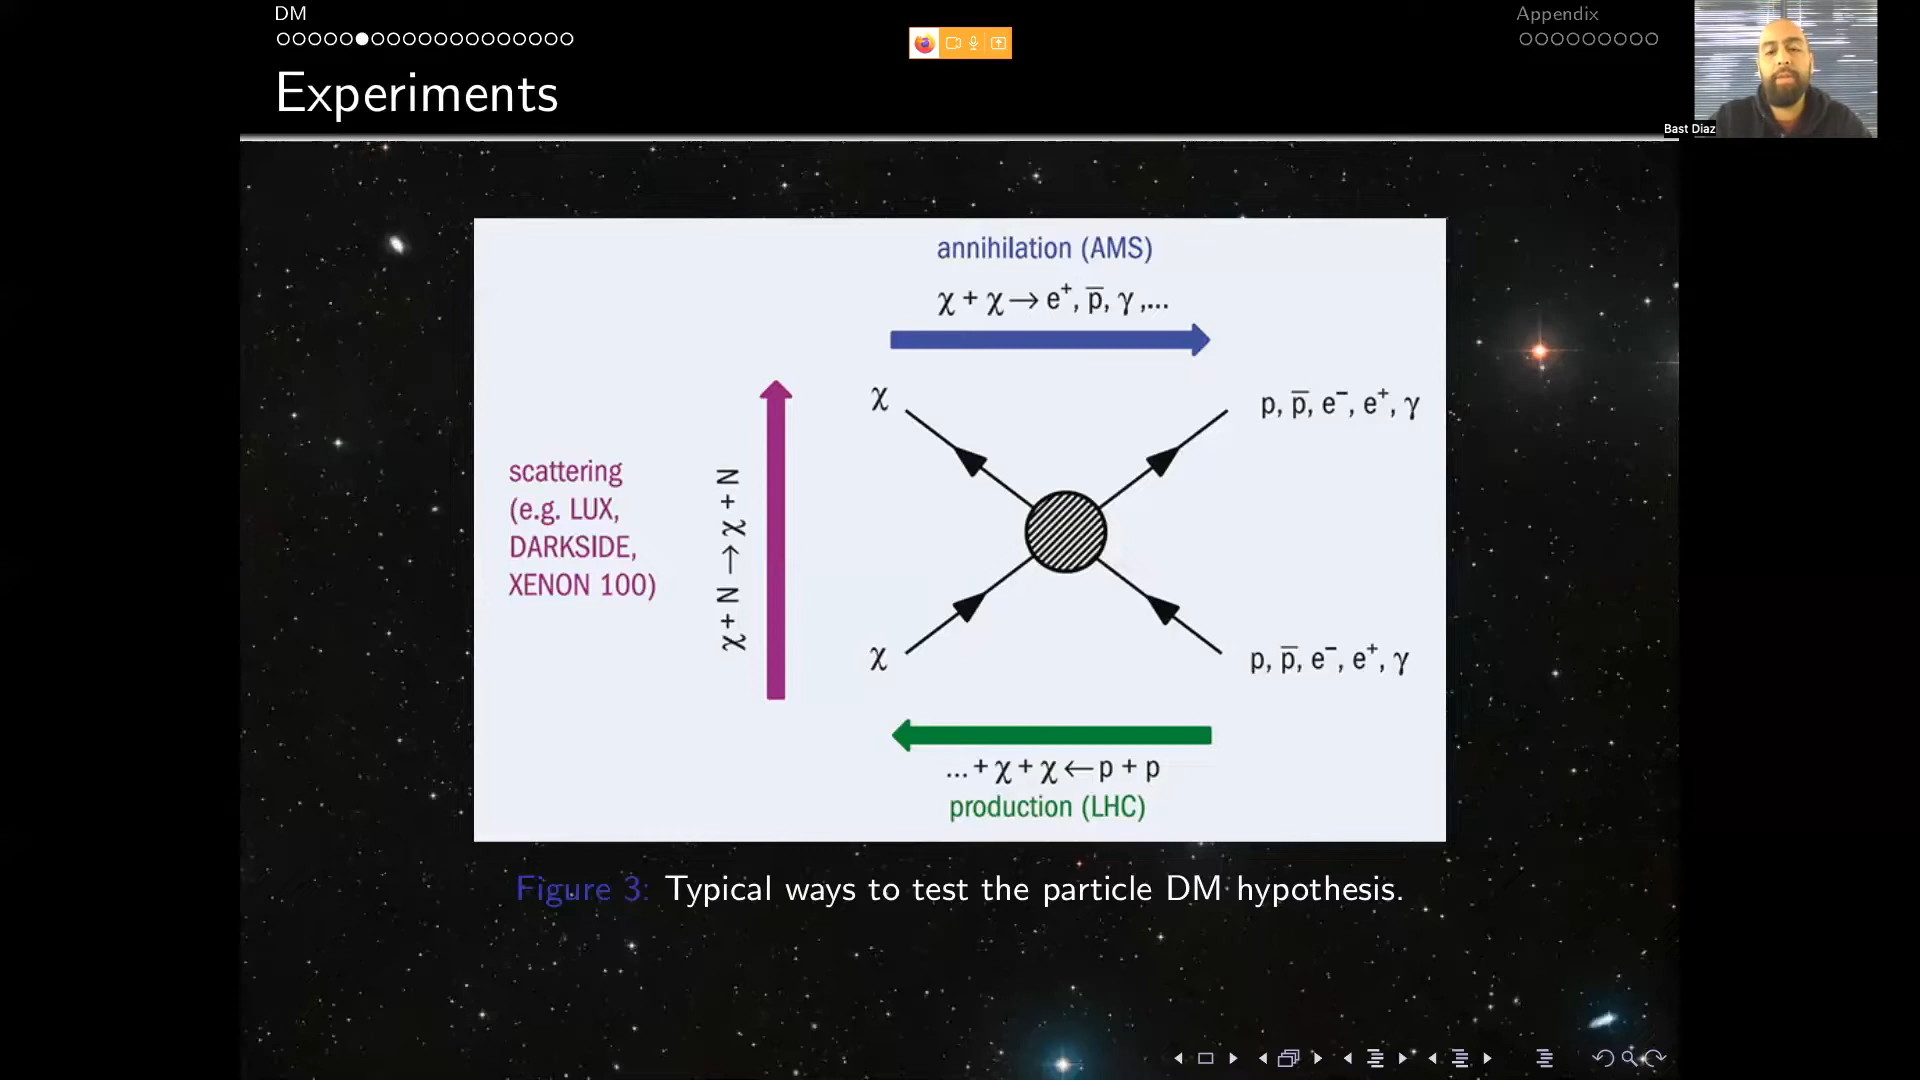 DM
Appendix
Experiments
Bast Diaz
annihilation (AMS)
χ + χ → e⁺, p̅, γ ,...
χ
p, p̅, e⁻, e⁺, γ
scattering
(e.g. LUX,
DARKSIDE,
XENON 100)
χ + N → χ + N
χ
p, p̅, e⁻, e⁺, γ
... + χ + χ ← p + p
production (LHC)
Figure 3: Typical ways to test the particle DM hypothesis.